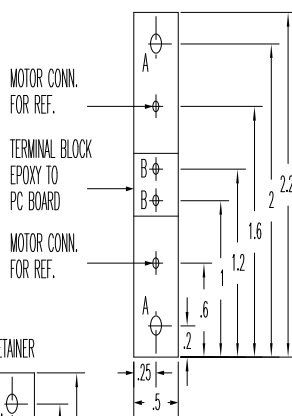 A
MOTOR CONN.
FOR REF.
TERMINAL BLOCK
EPOXY TO
PC BOARD
B
B
MOTOR CONN.
FOR REF.
A
2.2
2
1.6
1.2
1
.6
.2
ETAINER
.25
.5